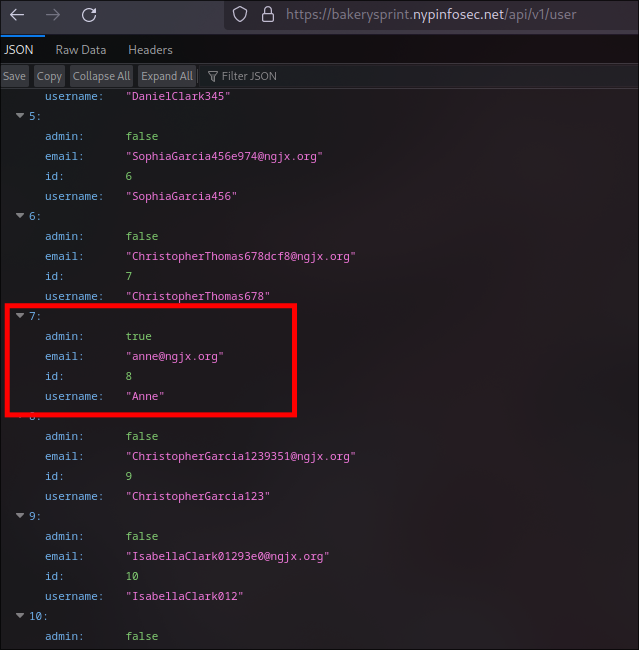 https://bakerysprint.nypinfosec.net/api/v1/user
JSON Raw Data Headers
Save Copy Collapse All Expand All Filter JSON
username: "DanielClark345"
5:
admin: false
email: "SophiaGarcia456e974@ngjx.org"
id: 6
username: "SophiaGarcia456"
6:
admin: false
email: "ChristopherThomas678dcf8@ngjx.org"
id: 7
username: "ChristopherThomas678"
7:
admin: true
email: "anne@ngjx.org"
id: 8
username: "Anne"
8:
admin: false
email: "ChristopherGarcia1239351@ngjx.org"
id: 9
username: "ChristopherGarcia123"
9:
admin: false
email: "IsabellaClark01293e0@ngjx.org"
id: 10
username: "IsabellaClark012"
10:
admin: false